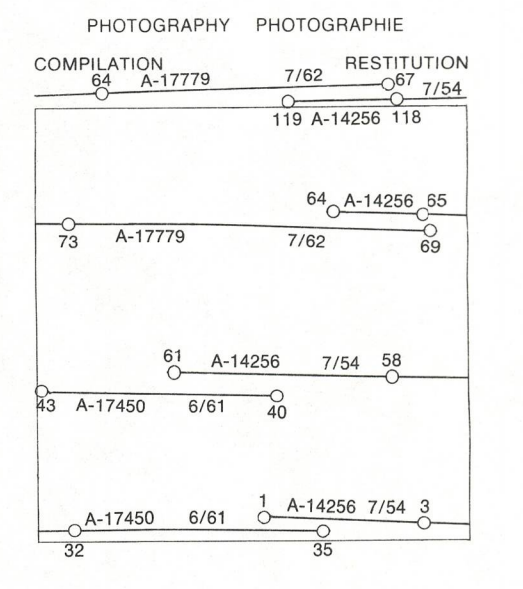 PHOTOGRAPHY PHOTOGRAPHIE
COMPILATION RESTITUTION
64 A-17779 7/62 67
7/54
119 A-14256 118
64 A-14256 65
73 A-17779 7/62 69
61 A-14256 7/54 58
43 A-17450 6/61 40
1 A-14256 7/54 3
A-17450 6/61
32 35